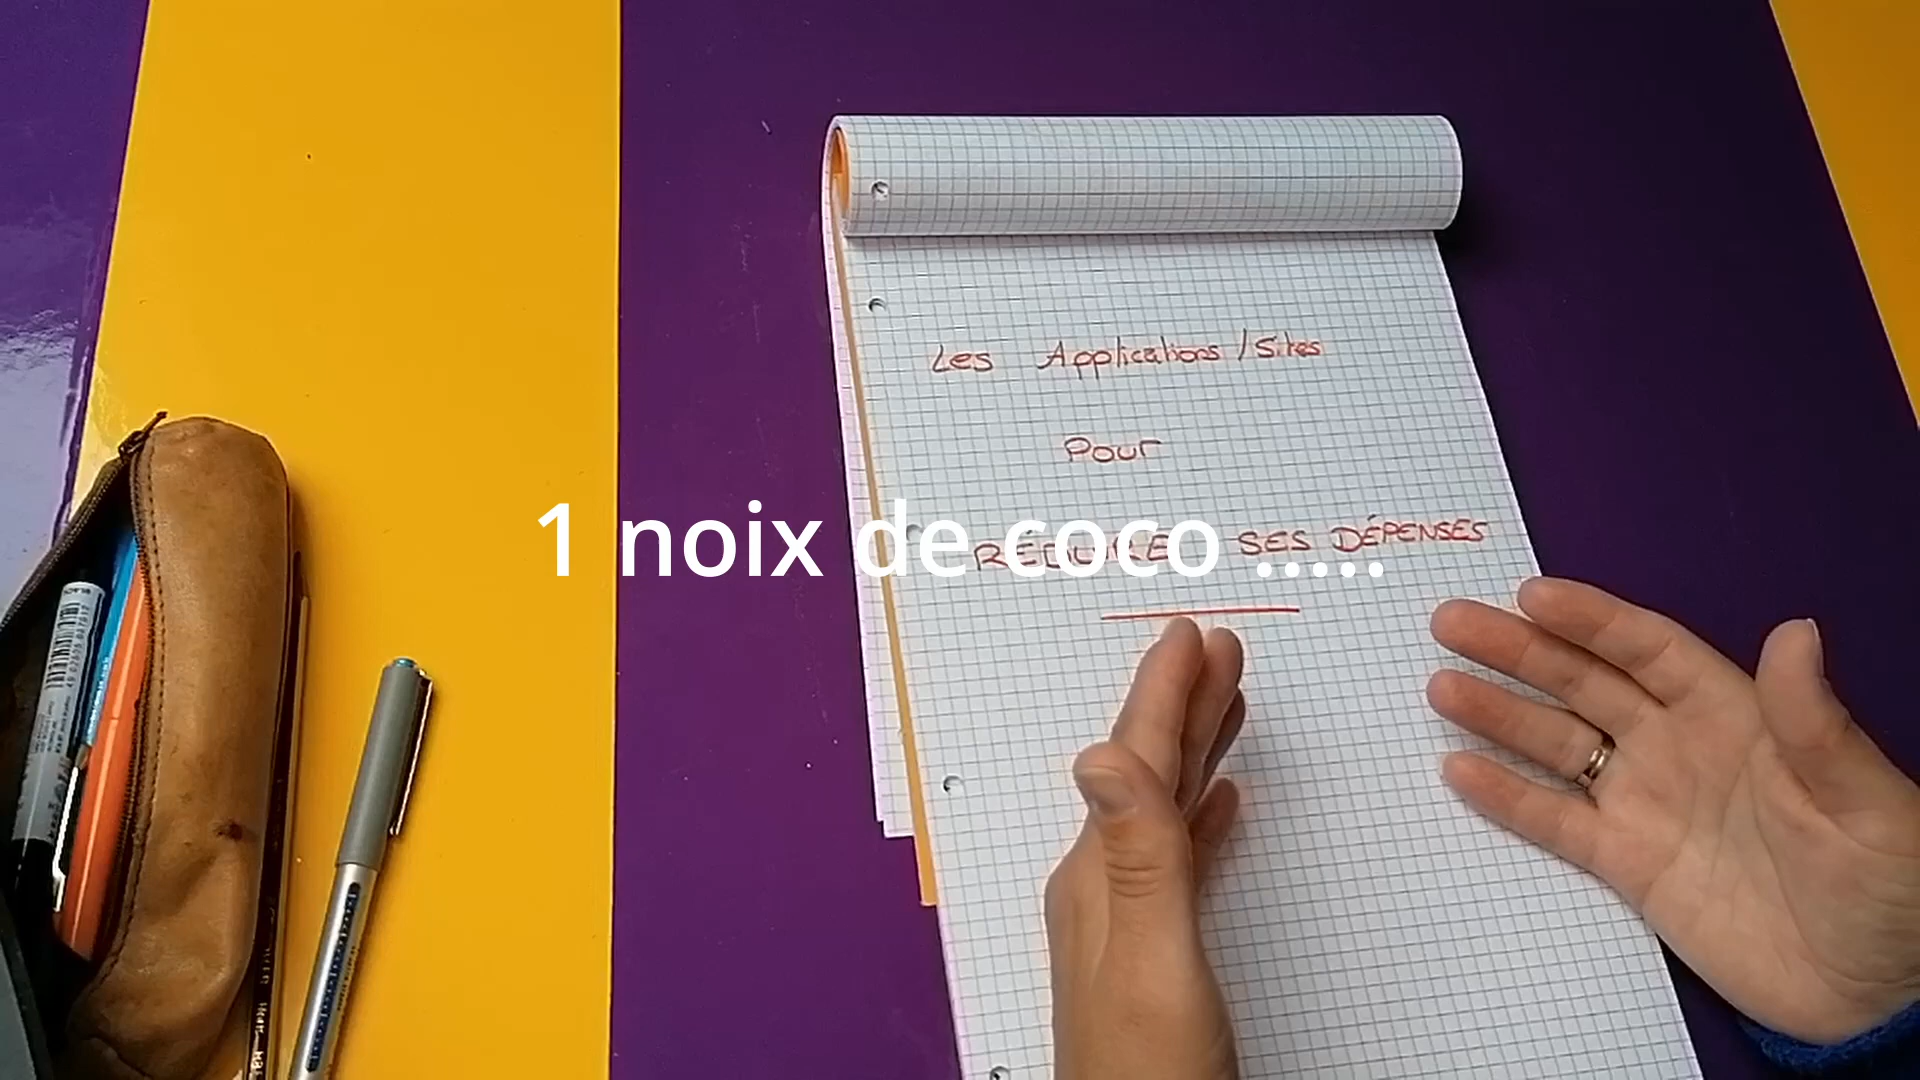 Les Applications / Sites
Pour
RÉDUIRE SES DÉPENSES
1 noix de coco .....